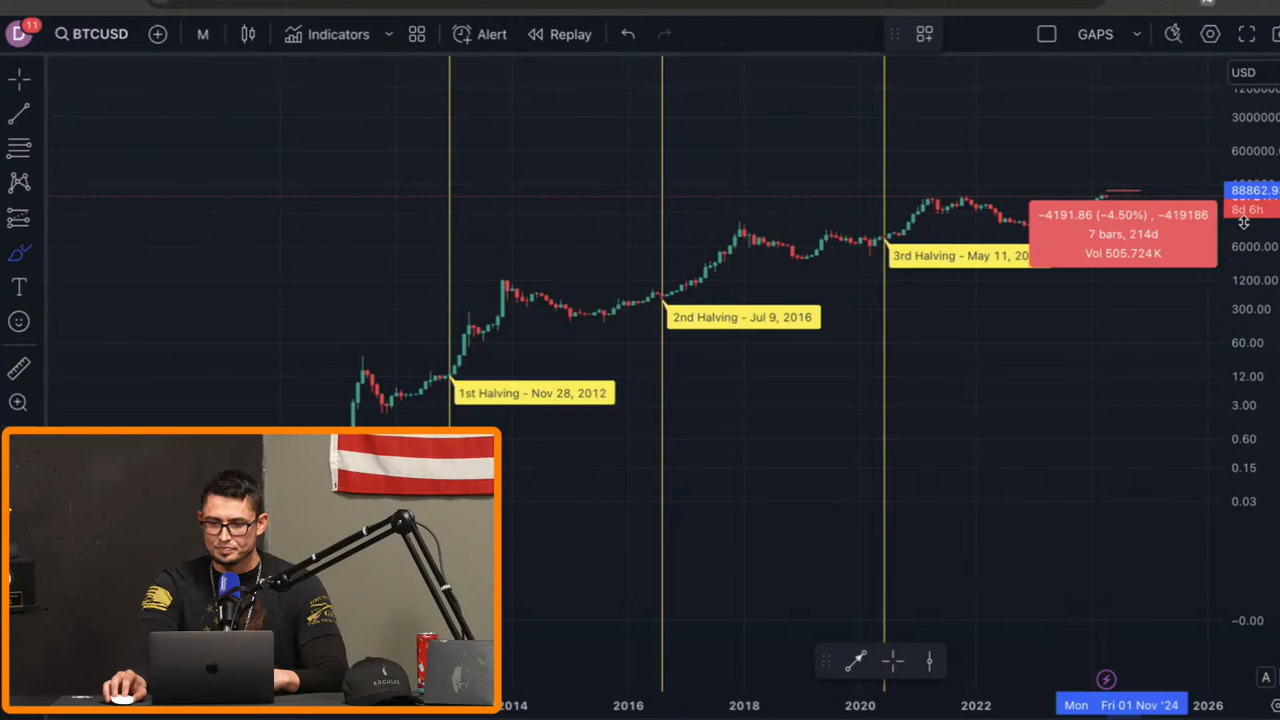 D 11 BTCUSD M Indicators Alert Replay GAPS
USD
3000000.
600000.
88862.9
8d 6h
6000.00
1200.00
300.00
60.00
12.00
3.00
0.60
0.15
0.03
−0.00
−4191.86 (−4.50%) , −419186
7 bars, 214d
Vol 505.724K
3rd Halving - May 11, 20
2nd Halving - Jul 9, 2016
1st Halving - Nov 28, 2012
T
A
2014 2016 2018 2020 2022 Mon Fri 01 Nov '24 2026